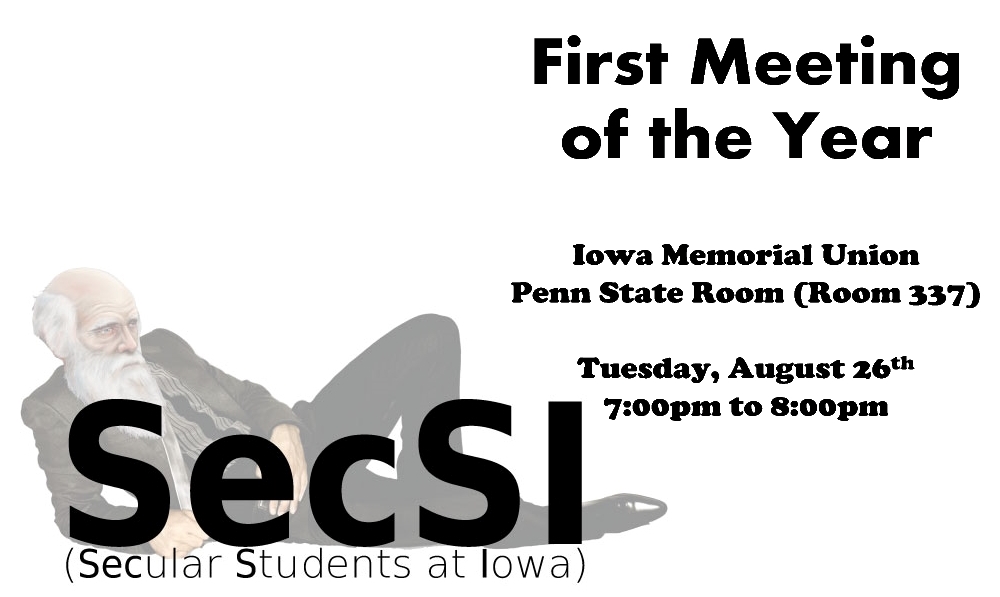 First Meeting
of the Year
Iowa Memorial Union
Penn State Room (Room 337)
Tuesday, August 26th
7:00pm to 8:00pm
SecSI
(Secular Students at Iowa)